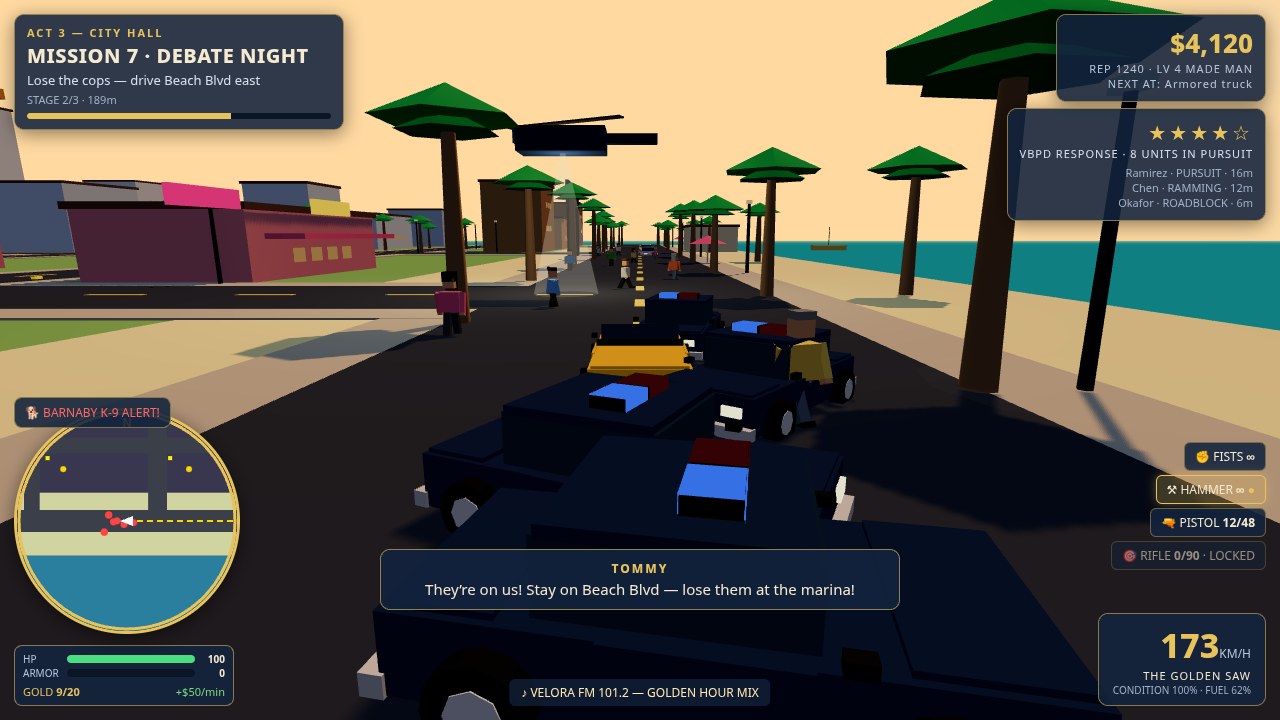 ACT 3 — CITY HALL
MISSION 7 · DEBATE NIGHT
Lose the cops — drive Beach Blvd east
STAGE 2/3 · 189m
$4,120
REP 1240 · LV 4 MADE MAN
NEXT AT: Armored truck
★★★★☆
VBPD RESPONSE · 8 UNITS IN PURSUIT
Ramirez · PURSUIT · 16m
Chen · RAMMING · 12m
Okafor · ROADBLOCK · 6m
🐕 BARNABY K-9 ALERT!
N
✊ FISTS ∞
⚒ HAMMER ∞ •
🔫 PISTOL 12/48
🎯 RIFLE 0/90 · LOCKED
TOMMY
They're on us! Stay on Beach Blvd — lose them at the marina!
HP 100
ARMOR 0
GOLD 9/20 +$50/min
♪ VELORA FM 101.2 — GOLDEN HOUR MIX
173 KM/H
THE GOLDEN SAW
CONDITION 100% · FUEL 62%